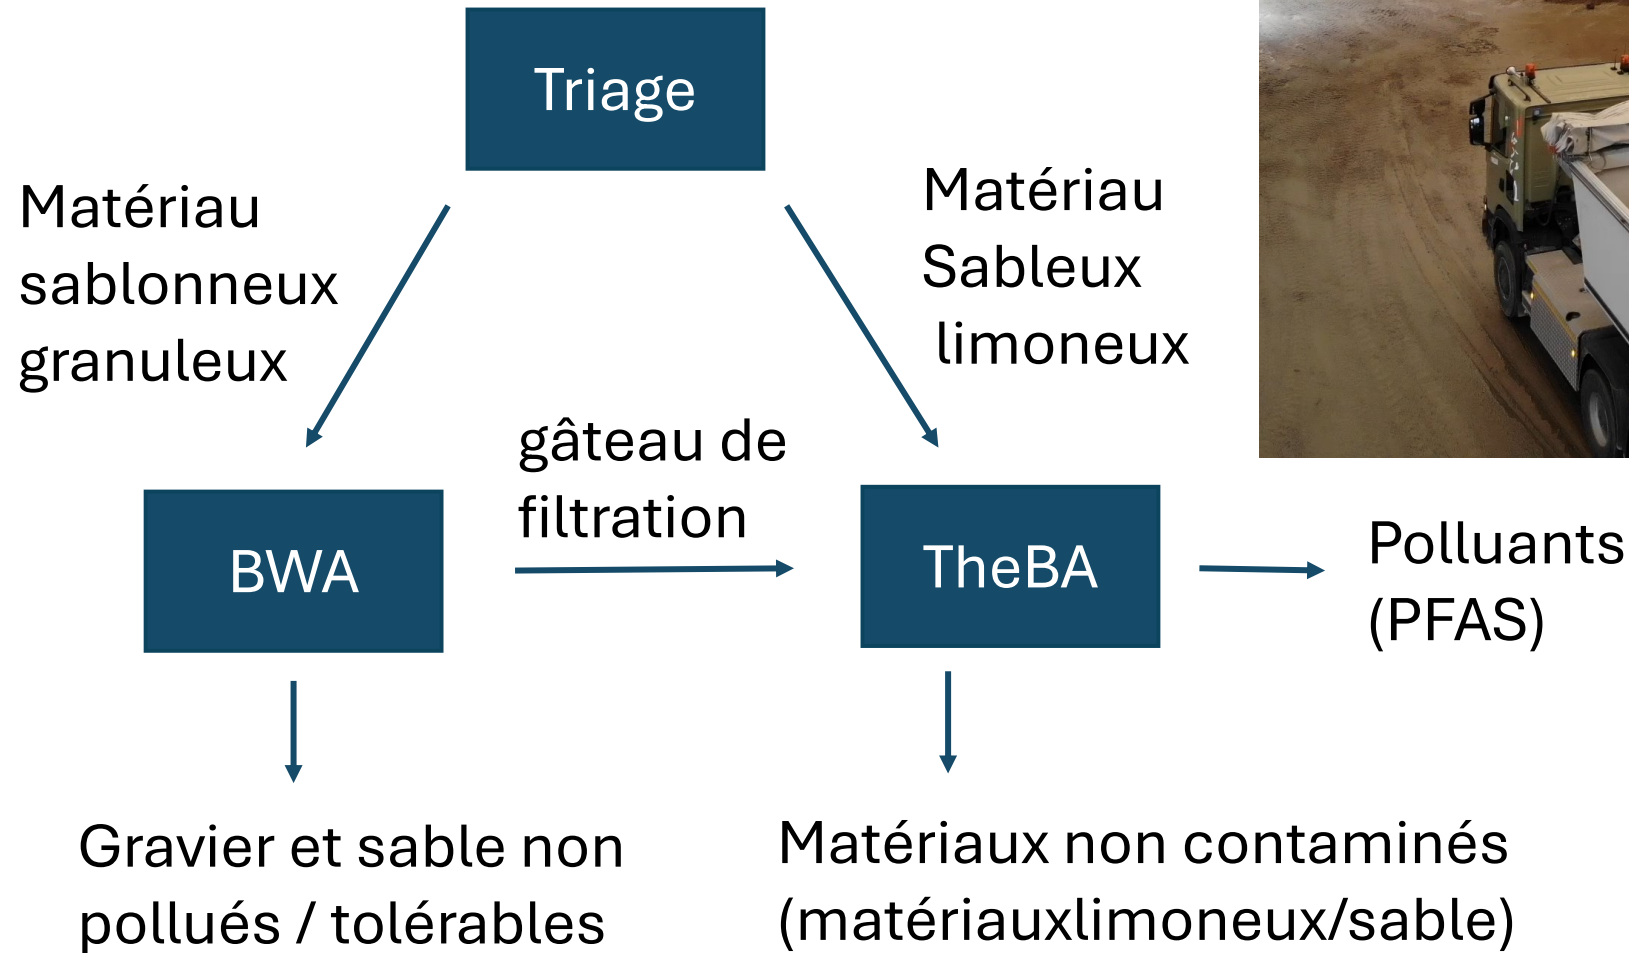 Triage
Matériau
sablonneux
granuleux
Matériau
Sableux
limoneux
gâteau de
filtration
BWA
TheBA
Polluants
(PFAS)
Gravier et sable non
pollués / tolérables
Matériaux non contaminés
(matériauxlimoneux/sable)